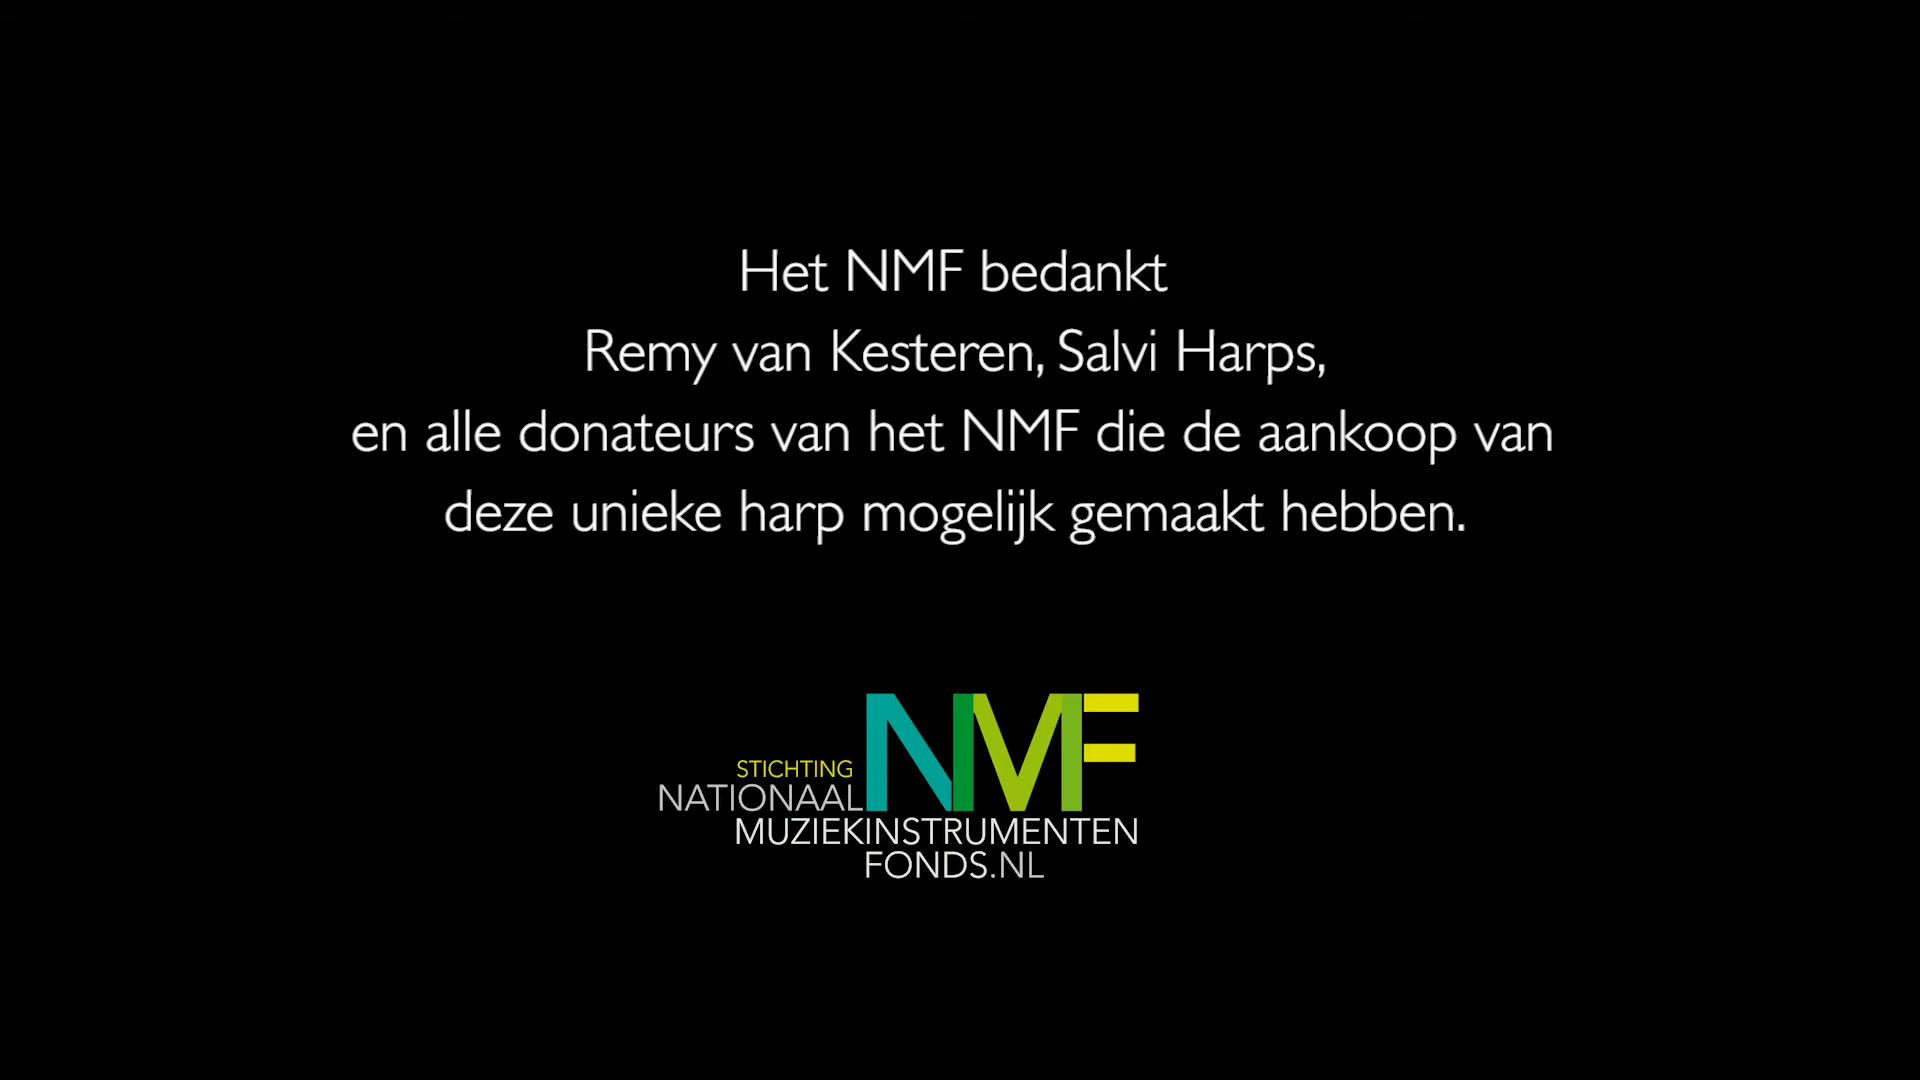 Het NMF bedankt
Remy van Kesteren, Salvi Harps,
en alle donateurs van het NMF die de aankoop van
deze unieke harp mogelijk gemaakt hebben.
NMF
STICHTING
NATIONAAL
MUZIEKINSTRUMENTEN
FONDS.NL